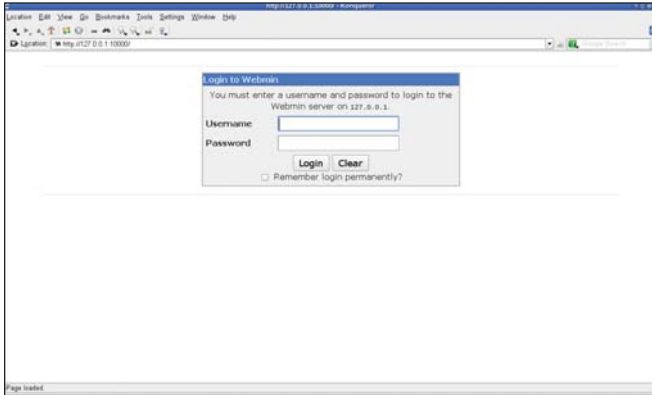 http://127.0.0.1:10000/ - Konqueror
Location Edit View Go Bookmarks Tools Settings Window Help
Location: http://127.0.0.1:10000/
Google Search
Login to Webmin
You must enter a username and password to login to the
Webmin server on 127.0.0.1.
Username
Password
Login Clear
Remember login permanently?
Page loaded.